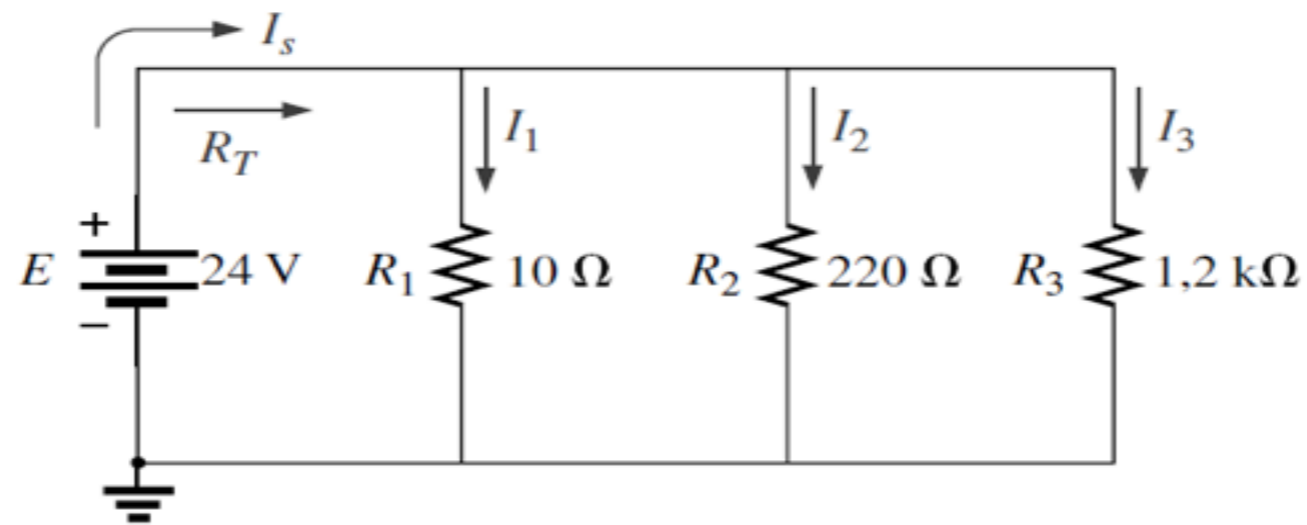 I_s
R_T
I_1
I_2
I_3
+
E
24 V
R_1
10 Ω
R_2
220 Ω
R_3
1,2 kΩ
−